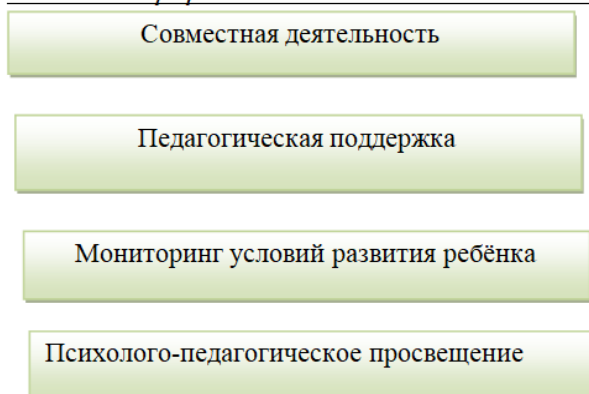 Совместная деятельность
Педагогическая поддержка
Мониторинг условий развития ребёнка
Психолого-педагогическое просвещение